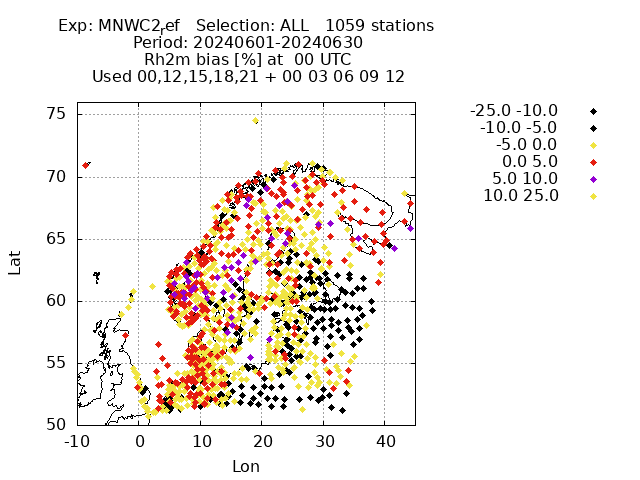 Exp: MNWC2_ref   Selection: ALL   1059 stations
Period: 20240601-20240630
Rh2m bias [%] at  00 UTC
Used 00,12,15,18,21 + 00 03 06 09 12
-25.0 -10.0
-10.0 -5.0
-5.0 0.0
0.0 5.0
5.0 10.0
10.0 25.0
75
70
65
60
55
50
Lat
-10 0 10 20 30 40
Lon